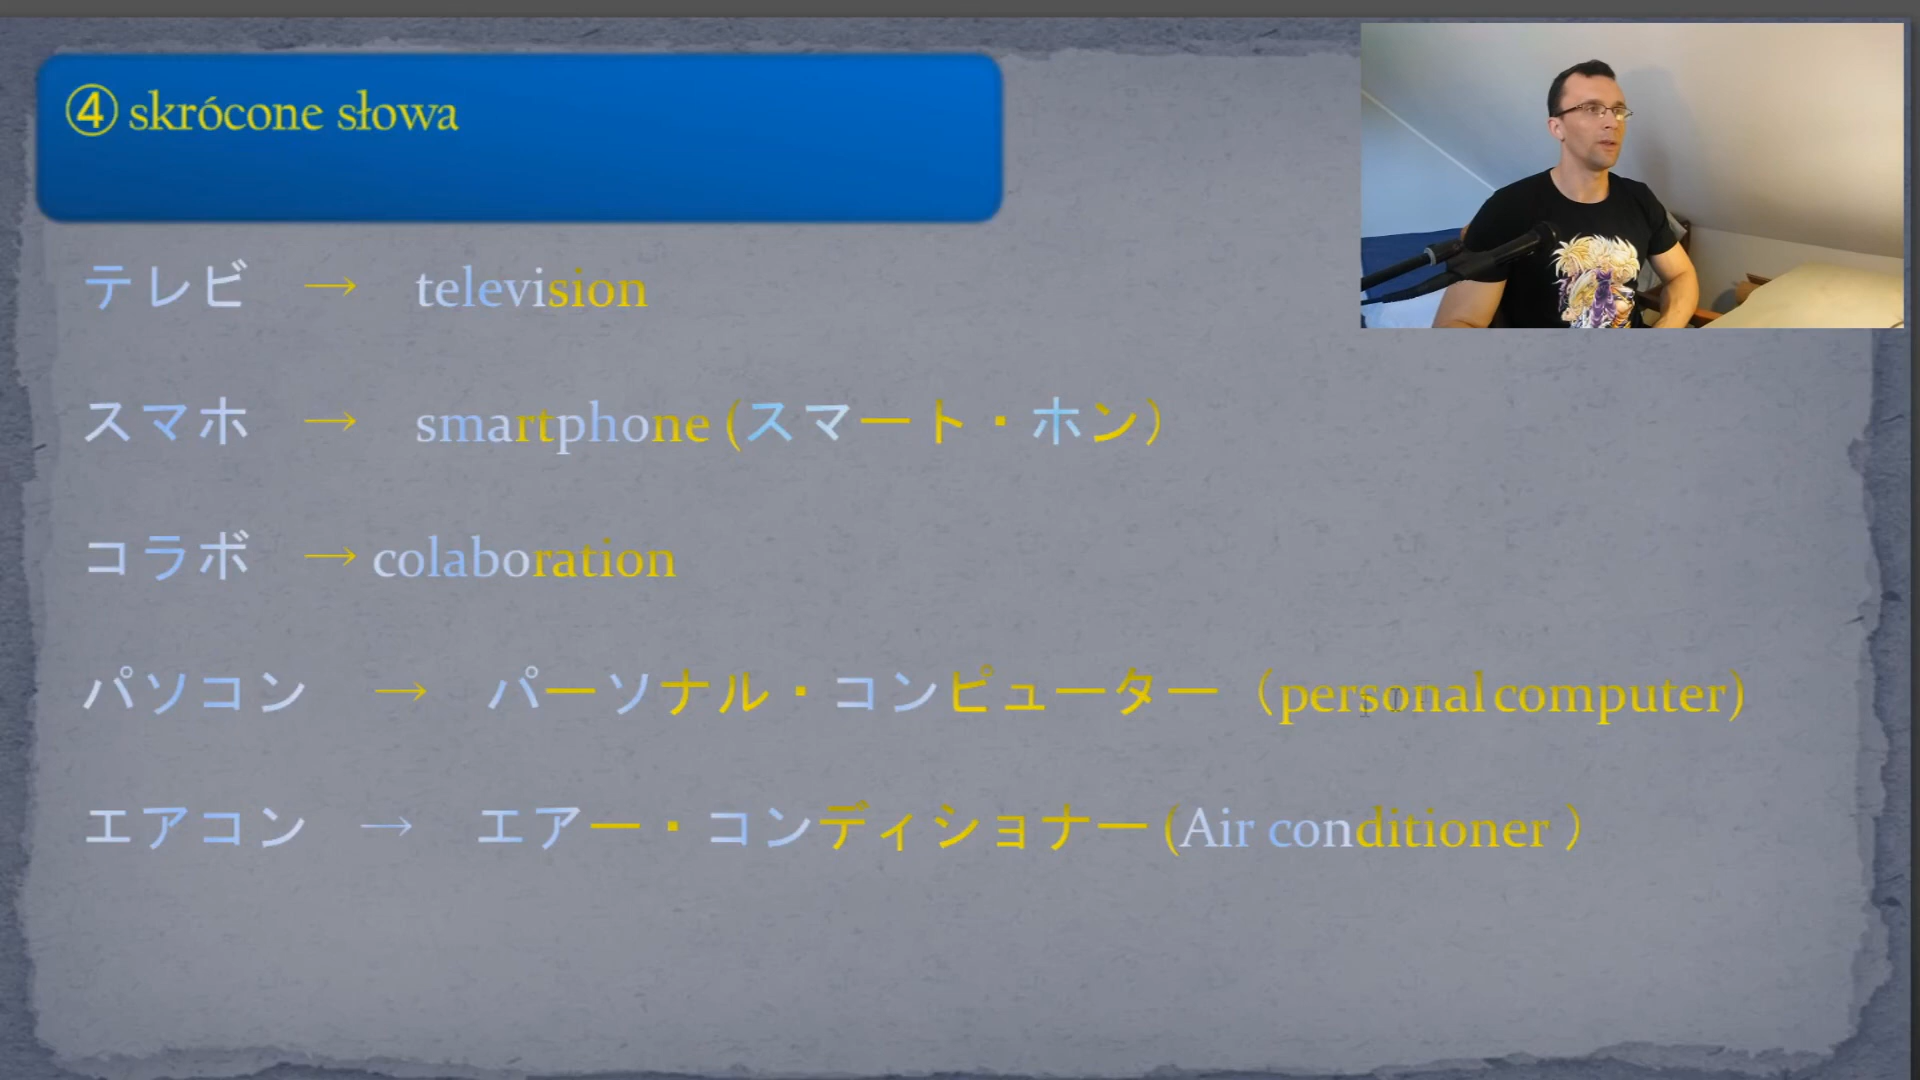 ④ skrócone słowa
テレビ → television
スマホ → smartphone (スマート・ホン)
コラボ → colaboration
パソコン → パーソナル・コンピューター (personal computer)
エアコン → エアー・コンディショナー (Air conditioner )